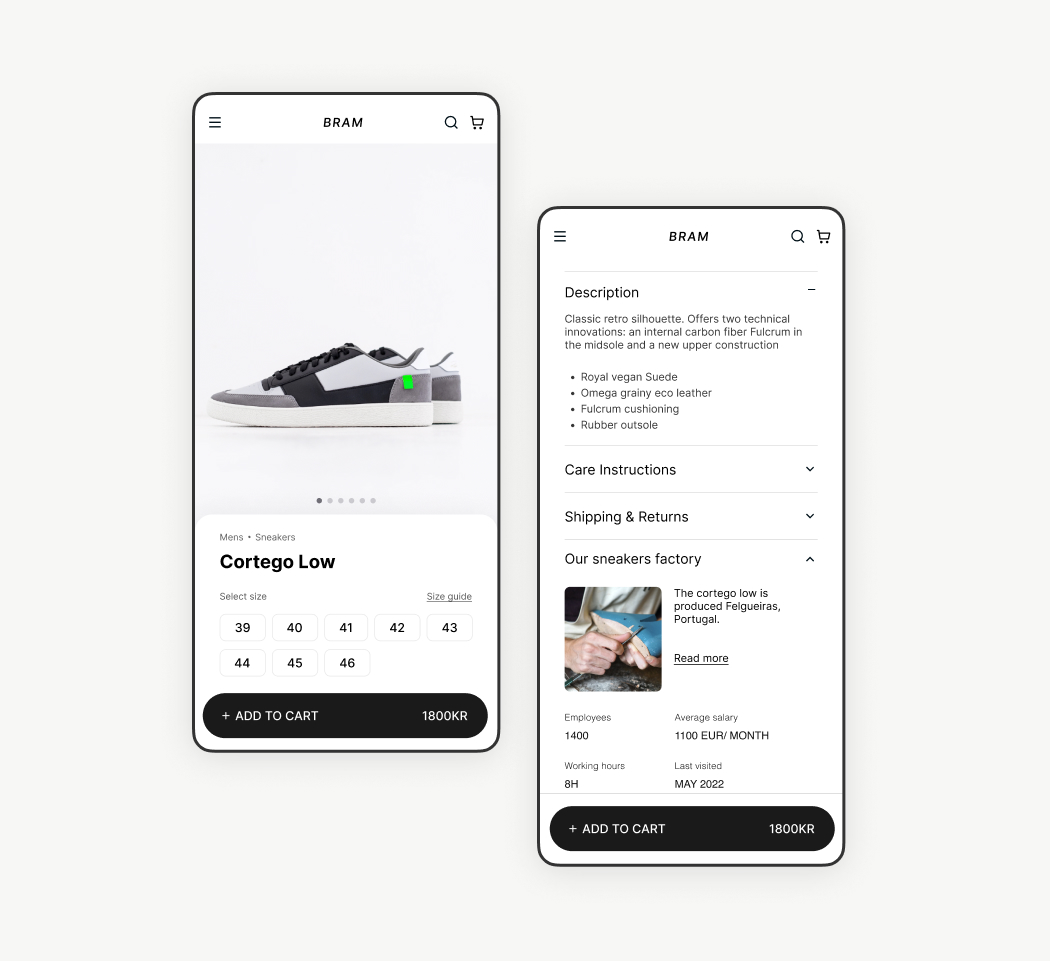 BRAM
Mens • Sneakers
Cortego Low
Select size
Size guide
39 40 41 42 43
44 45 46
+ ADD TO CART 1800KR
BRAM
Description
Classic retro silhouette. Offers two technical
innovations: an internal carbon fiber Fulcrum in
the midsole and a new upper construction
• Royal vegan Suede
• Omega grainy eco leather
• Fulcrum cushioning
• Rubber outsole
Care Instructions
Shipping & Returns
Our sneakers factory
The cortego low is
produced Felgueiras,
Portugal.
Read more
Employees
1400
Average salary
1100 EUR/ MONTH
Working hours
8H
Last visited
MAY 2022
+ ADD TO CART 1800KR